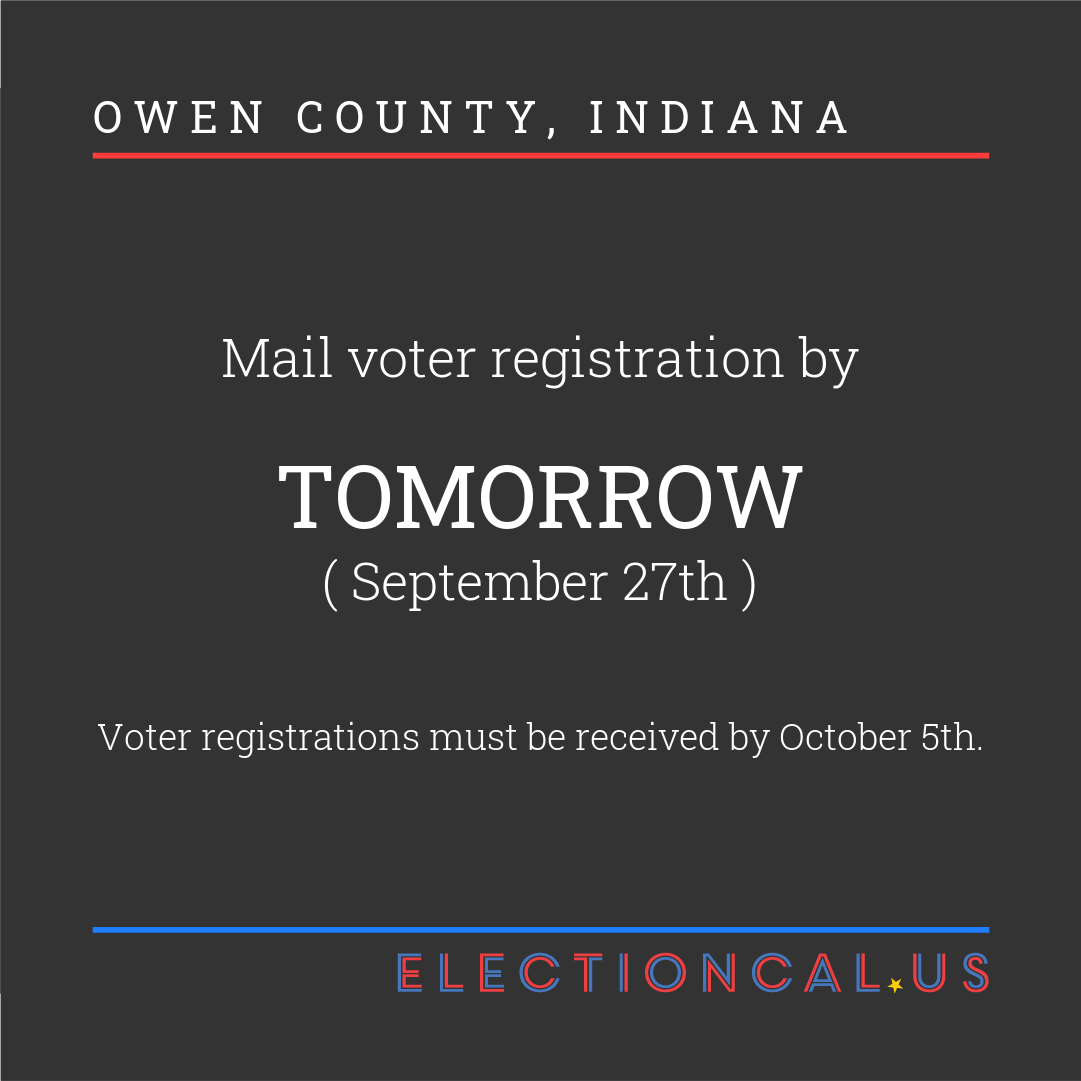 OWEN COUNTY, INDIANA
Mail voter registration by
TOMORROW
( September 27th )
Voter registrations must be received by October 5th.
ELECTIONCAL.US